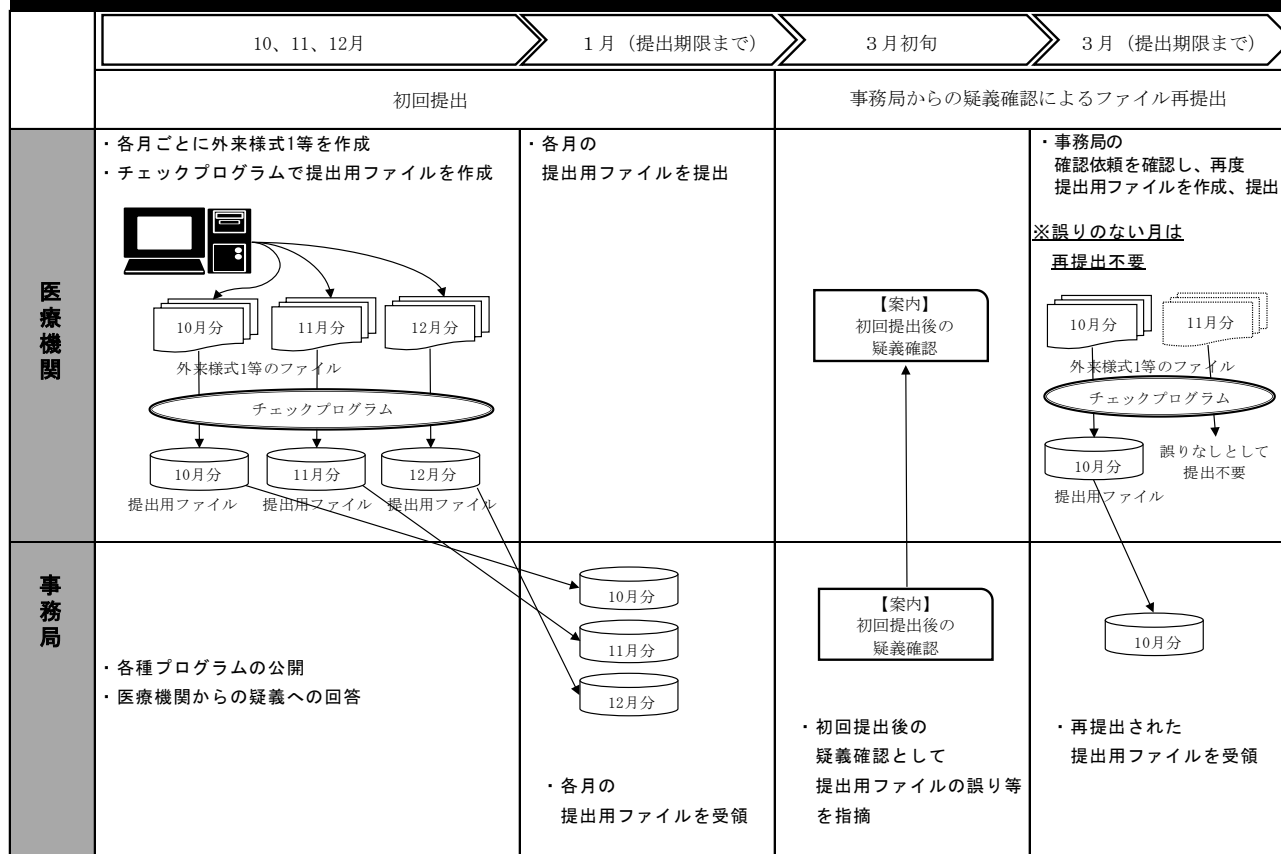 10、11、12月
１月（提出期限まで）
３月初旬
３月（提出期限まで）
初回提出
事務局からの疑義確認によるファイル再提出
医療機関
・各月ごとに外来様式1等を作成
・チェックプログラムで提出用ファイルを作成
10月分
11月分
12月分
外来様式1等のファイル
チェックプログラム
10月分
11月分
12月分
提出用ファイル
提出用ファイル
提出用ファイル
・各月の
提出用ファイルを提出
【案内】
初回提出後の
疑義確認
・事務局の
確認依頼を確認し、再度
提出用ファイルを作成、提出
※誤りのない月は
再提出不要
10月分
11月分
外来様式1等のファイル
チェックプログラム
10月分
提出用ファイル
誤りなしとして
提出不要
事務局
・各種プログラムの公開
・医療機関からの疑義への回答
10月分
11月分
12月分
・各月の
提出用ファイルを受領
【案内】
初回提出後の
疑義確認
・初回提出後の
疑義確認として
提出用ファイルの誤り等
を指摘
10月分
・再提出された
提出用ファイルを受領